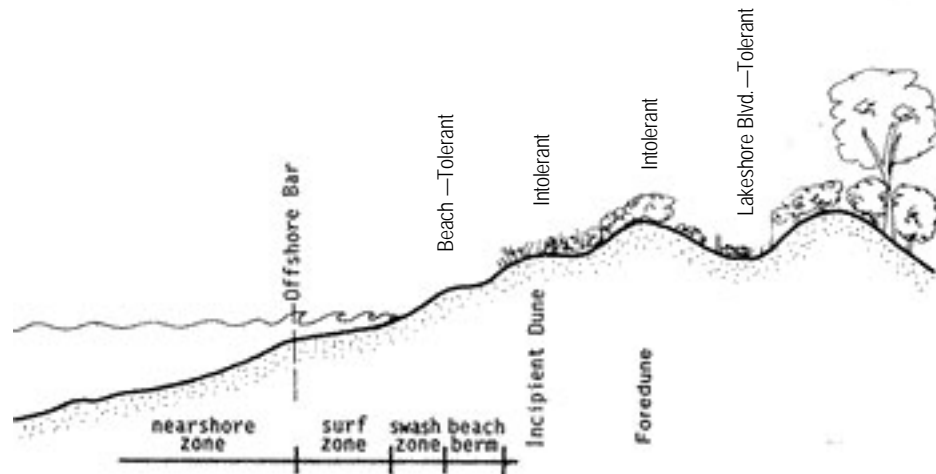 Offshore Bar
Beach —Tolerant
Intolerant
Intolerant
Lakeshore Blvd. —Tolerant
Incipient Dune
Foredune
nearshore
zone
surf
zone
swash
zone
beach
berm